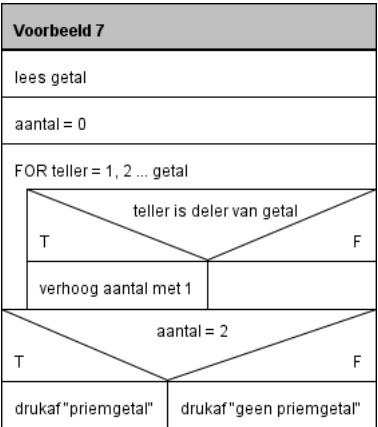 Voorbeeld 7
lees getal
aantal = 0
FOR teller = 1, 2 ... getal
teller is deler van getal
T F
verhoog aantal met 1
aantal = 2
T F
drukaf "priemgetal" drukaf "geen priemgetal"